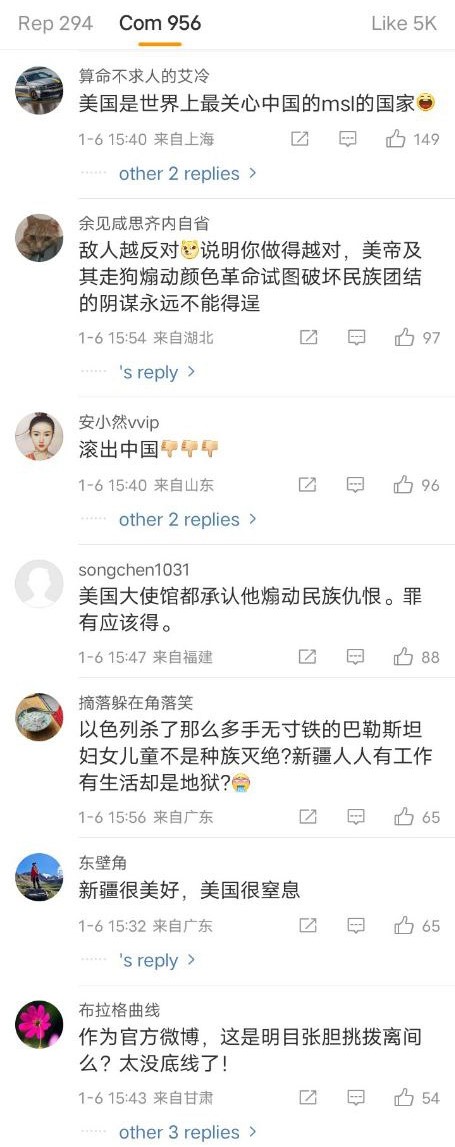 Rep 294 Com 956 Like 5K
算命不求人的艾冷
美国是世界上最关心中国的msl的国家
1-6 15:40 来自上海 149
other 2 replies >
余见咸思齐内自省
敌人越反对说明你做得越对，美帝及
其走狗煽动颜色革命试图破坏民族团结
的阴谋永远不能得逞
1-6 15:54 来自湖北 97
's reply >
安小然vvip
滚出中国
1-6 15:40 来自山东 96
other 2 replies >
songchen1031
美国大使馆都承认他煽动民族仇恨。罪
有应该得。
1-6 15:47 来自福建 88
摘落躲在角落笑
以色列杀了那么多手无寸铁的巴勒斯坦
妇女儿童不是种族灭绝?新疆人人有工作
有生活却是地狱?
1-6 15:56 来自广东 65
东壁角
新疆很美好，美国很窒息
1-6 15:32 来自广东 65
's reply >
布拉格曲线
作为官方微博，这是明目张胆挑拨离间
么？太没底线了！
1-6 15:43 来自甘肃 54
other 3 replies >